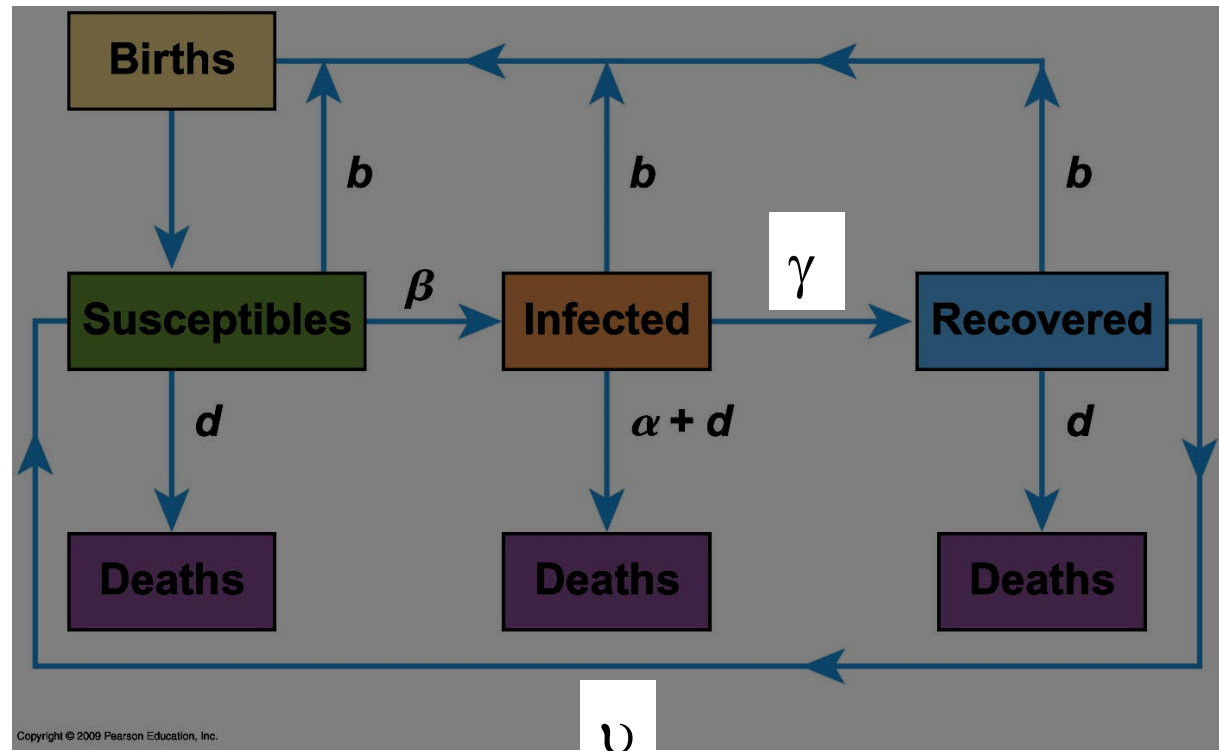 Births
b
b
b
β
γ
Susceptibles
Infected
Recovered
d
α + d
d
Deaths
Deaths
Deaths
υ
Copyright © 2009 Pearson Education, Inc.